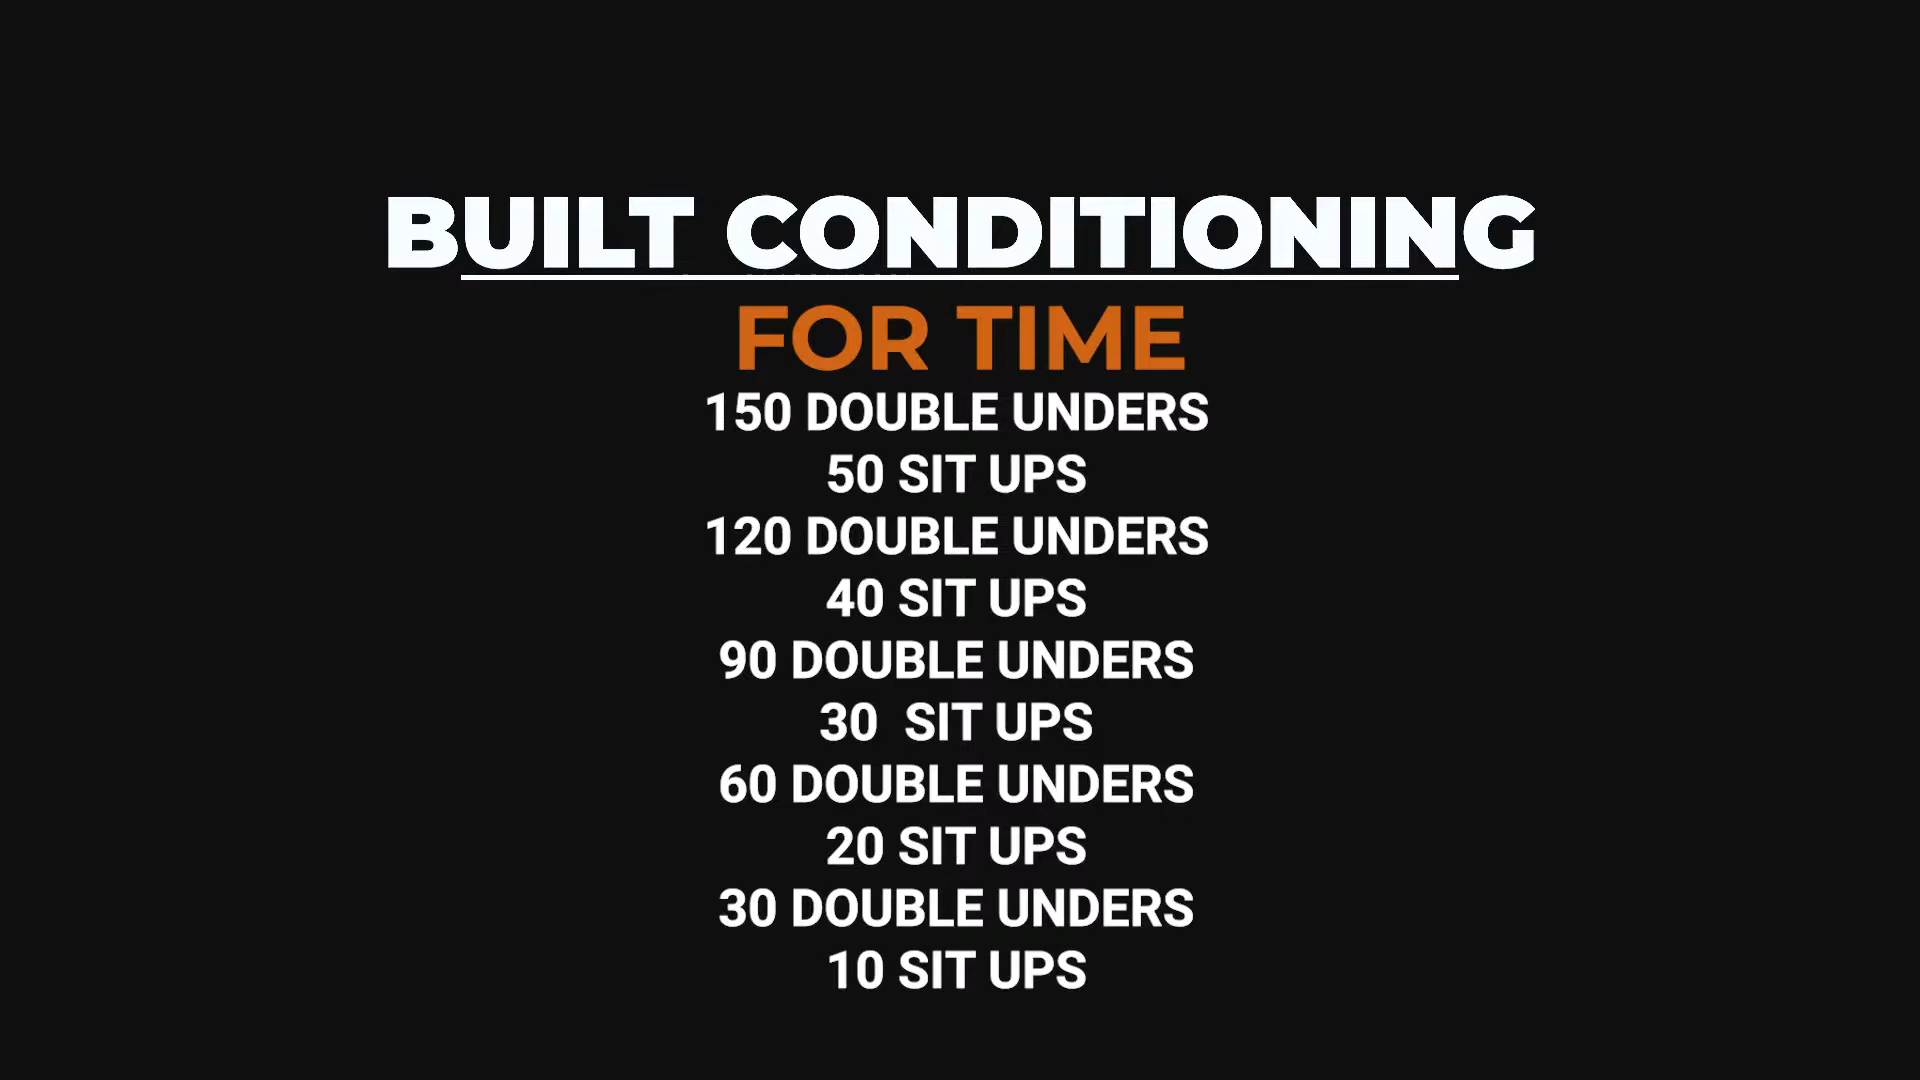 BUILT CONDITIONING
FOR TIME
150 DOUBLE UNDERS
50 SIT UPS
120 DOUBLE UNDERS
40 SIT UPS
90 DOUBLE UNDERS
30  SIT UPS
60 DOUBLE UNDERS
20 SIT UPS
30 DOUBLE UNDERS
10 SIT UPS